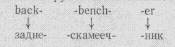 back- -bench- -er
↓ ↓ ↓
задне- -скамееч- -ник